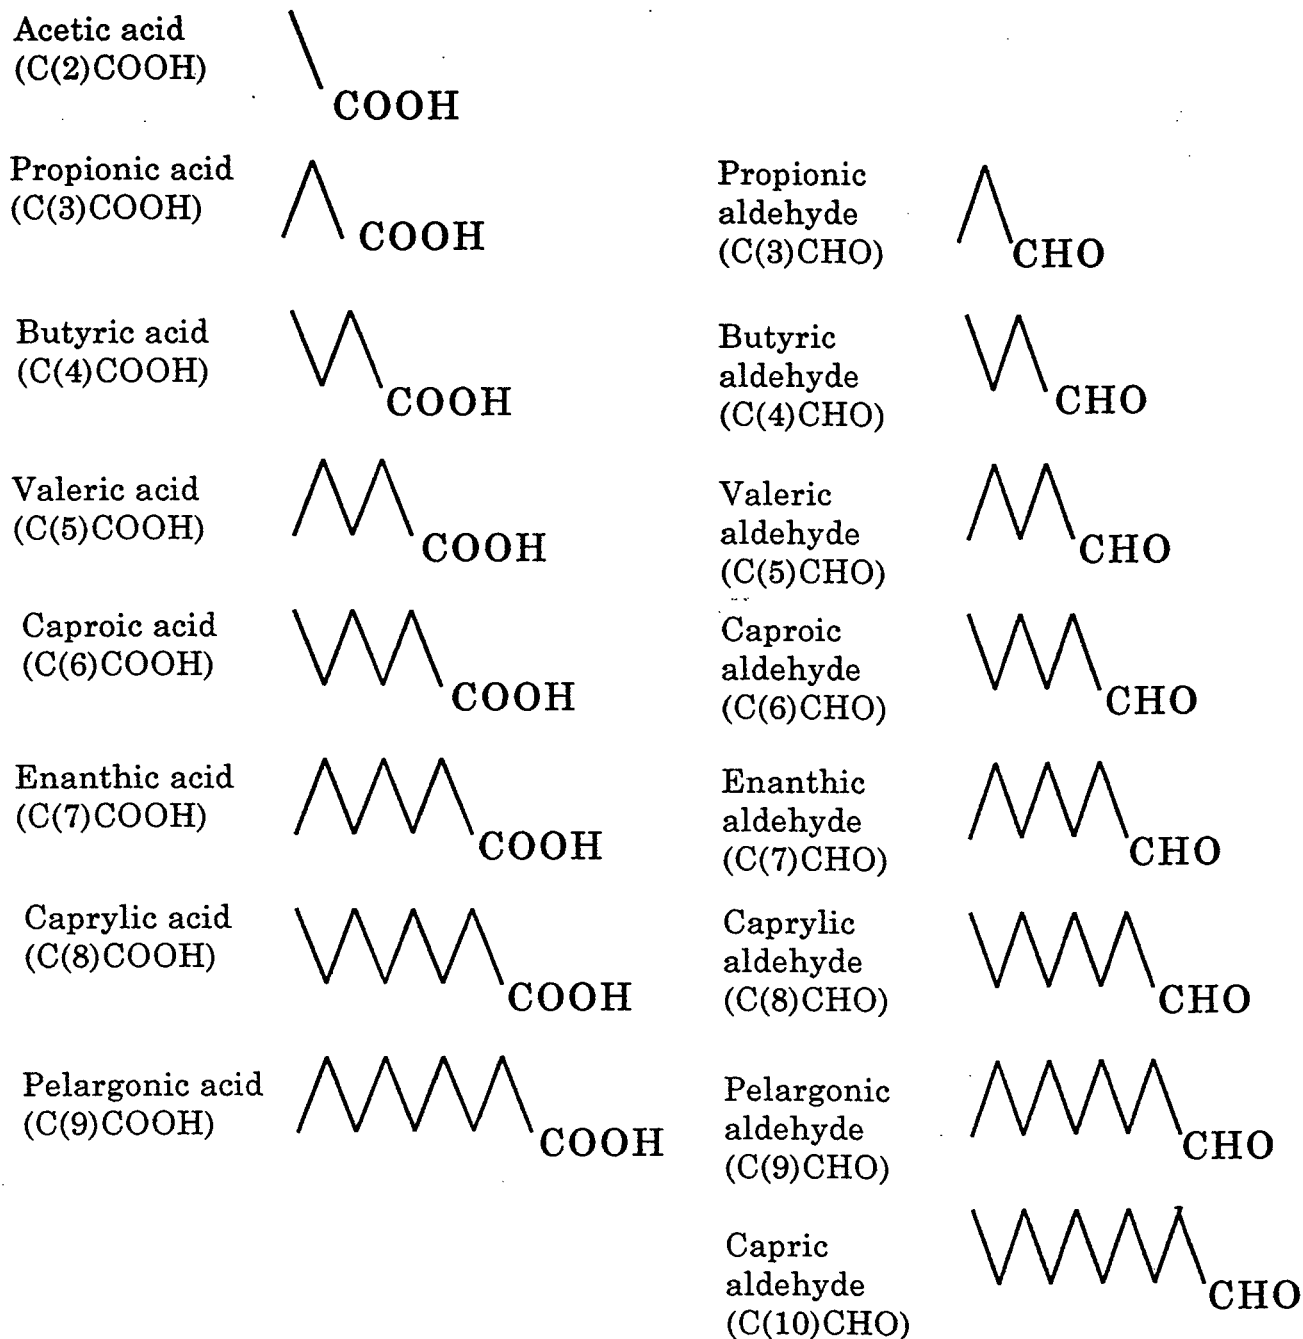 Acetic acid
(C(2)COOH)
COOH
Propionic acid
(C(3)COOH)
COOH
Butyric acid
(C(4)COOH)
COOH
Valeric acid
(C(5)COOH)
COOH
Caproic acid
(C(6)COOH)
COOH
Enanthic acid
(C(7)COOH)
COOH
Caprylic acid
(C(8)COOH)
COOH
Pelargonic acid
(C(9)COOH)
COOH
Propionic
aldehyde
(C(3)CHO)
CHO
Butyric
aldehyde
(C(4)CHO)
CHO
Valeric
aldehyde
(C(5)CHO)
CHO
Caproic
aldehyde
(C(6)CHO)
CHO
Enanthic
aldehyde
(C(7)CHO)
CHO
Caprylic
aldehyde
(C(8)CHO)
CHO
Pelargonic
aldehyde
(C(9)CHO)
CHO
Capric
aldehyde
(C(10)CHO)
CHO